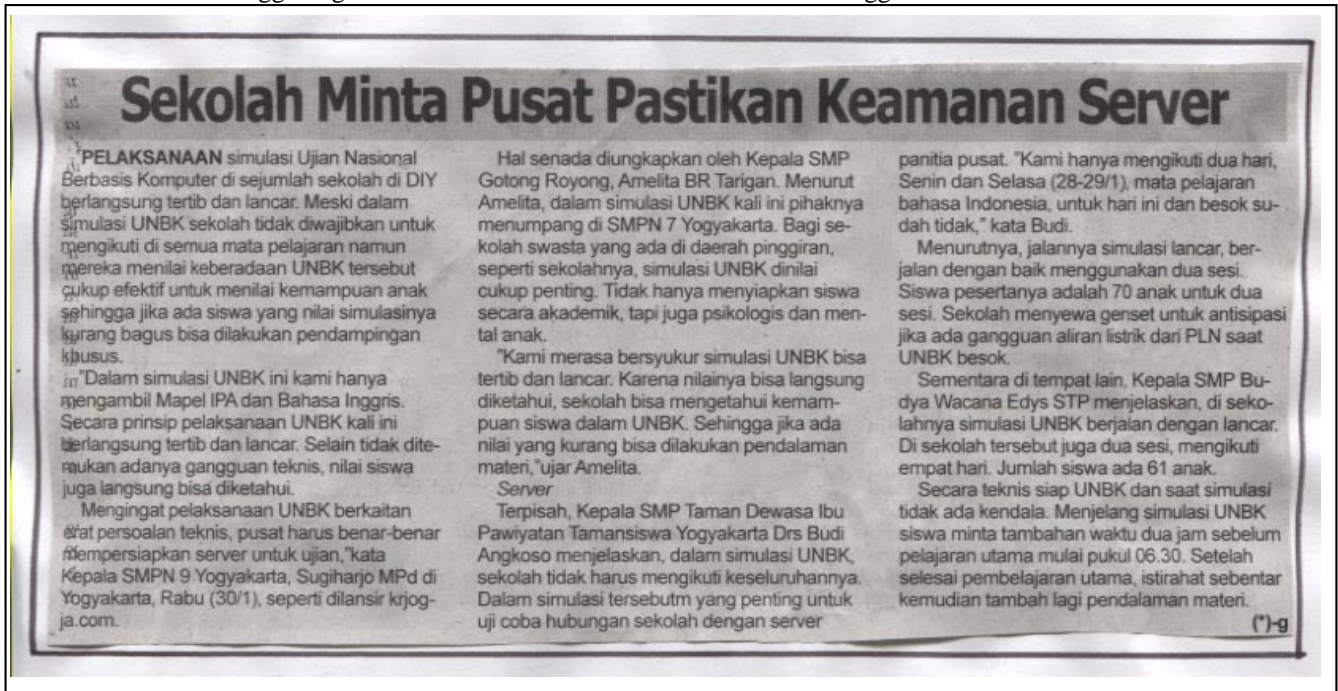 Sekolah Minta Pusat Pastikan Keamanan Server
"PELAKSANAAN simulasi Ujian Nasional
Berbasis Komputer di sejumlah sekolah di DIY
berlangsung tertib dan lancar. Meski dalam
simulasi UNBK sekolah tidak diwajibkan untuk
mengikuti di semua mata pelajaran namun
mereka menilai keberadaan UNBK tersebut
cukup efektif untuk menilai kemampuan anak
sehingga jika ada siswa yang nilai simulasinya
kurang bagus bisa dilakukan pendampingan
khusus.
"Dalam simulasi UNBK ini kami hanya
mengambil Mapel IPA dan Bahasa Inggris.
Secara prinsip pelaksanaan UNBK kali ini
berlangsung tertib dan lancar. Selain tidak dite-
mukan adanya gangguan teknis, nilai siswa
juga langsung bisa diketahui.
Mengingat pelaksanaan UNBK berkaitan
erat persoalan teknis, pusat harus benar-benar
mempersiapkan server untuk ujian,"kata
Kepala SMPN 9 Yogyakarta, Sugiharjo MPd di
Yogyakarta, Rabu (30/1), seperti dilansir krjog-
ja.com.
Hal senada diungkapkan oleh Kepala SMP
Gotong Royong, Amelita BR Tarigan. Menurut
Amelita, dalam simulasi UNBK kali ini pihaknya
menumpang di SMPN 7 Yogyakarta. Bagi se-
kolah swasta yang ada di daerah pinggiran,
seperti sekolahnya, simulasi UNBK dinilai
cukup penting. Tidak hanya menyiapkan siswa
secara akademik, tapi juga psikologis dan men-
tal anak.
"Kami merasa bersyukur simulasi UNBK bisa
tertib dan lancar. Karena nilainya bisa langsung
diketahui, sekolah bisa mengetahui kemam-
puan siswa dalam UNBK. Sehingga jika ada
nilai yang kurang bisa dilakukan pendalaman
materi,"ujar Amelita.
Server
Terpisah, Kepala SMP Taman Dewasa Ibu
Pawiyatan Tamansiswa Yogyakarta Drs Budi
Angkoso menjelaskan, dalam simulasi UNBK,
sekolah tidak harus mengikuti keseluruhannya.
Dalam simulasi tersebutm yang penting untuk
uji coba hubungan sekolah dengan server
panitia pusat. "Kami hanya mengikuti dua hari,
Senin dan Selasa (28-29/1), mata pelajaran
bahasa Indonesia, untuk hari ini dan besok su-
dah tidak," kata Budi.
Menurutnya, jalannya simulasi lancar, ber-
jalan dengan baik menggunakan dua sesi.
Siswa pesertanya adalah 70 anak untuk dua
sesi. Sekolah menyewa genset untuk antisipasi
jika ada gangguan aliran listrik dari PLN saat
UNBK besok.
Sementara di tempat lain, Kepala SMP Bu-
dya Wacana Edys STP menjelaskan, di seko-
lahnya simulasi UNBK berjalan dengan lancar.
Di sekolah tersebut juga dua sesi, mengikuti
empat hari. Jumlah siswa ada 61 anak.
Secara teknis siap UNBK dan saat simulasi
tidak ada kendala. Menjelang simulasi UNBK
siswa minta tambahan waktu dua jam sebelum
pelajaran utama mulai pukul 06.30. Setelah
selesai pembelajaran utama, istirahat sebentar
kemudian tambah lagi pendalaman materi.
(*)-g